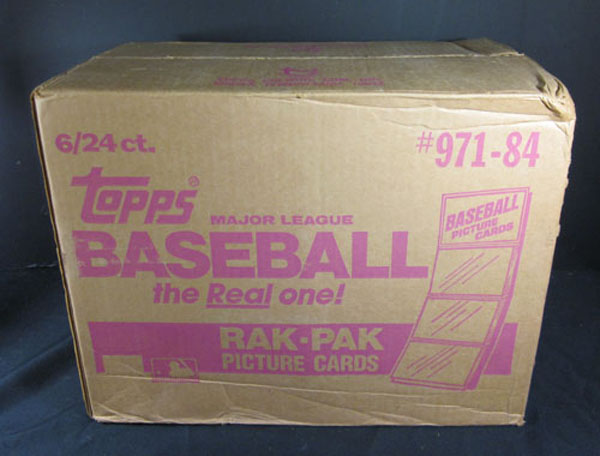 6/24 ct.
#971-84
topps®
MAJOR LEAGUE
BASEBALL
the Real one!
RAK-PAK
PICTURE CARDS
BASEBALL
PICTURE
CARDS